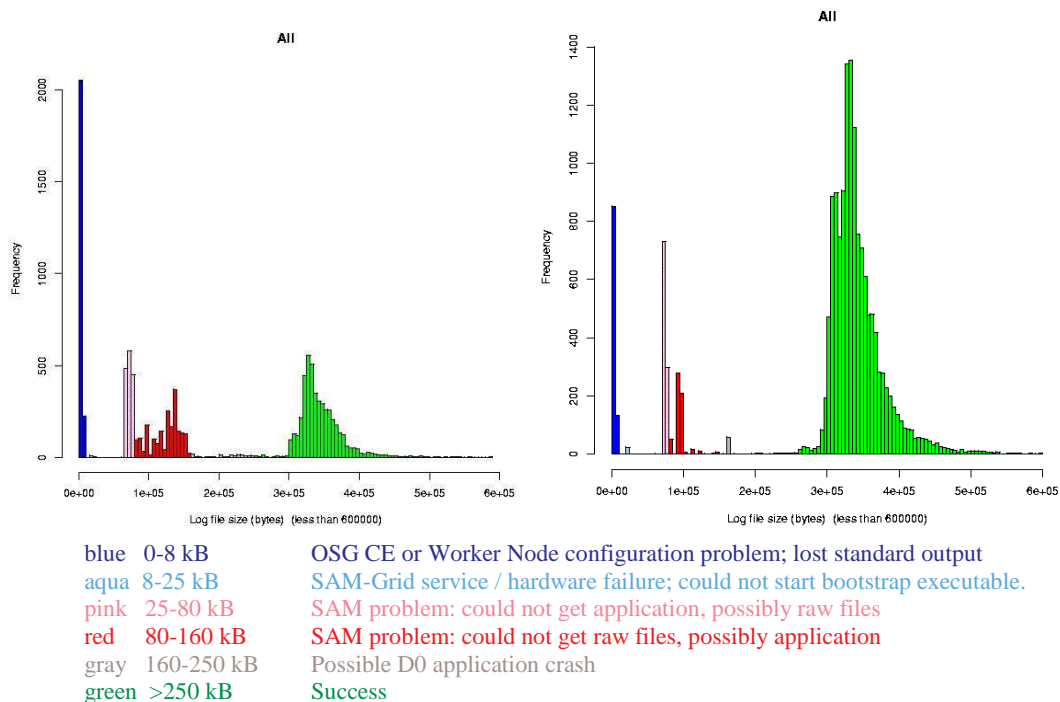 All
Frequency
2000
1500
1000
500
0
0e+00 1e+05 2e+05 3e+05 4e+05 5e+05 6e+05
Log file size (bytes) (less than 600000)
All
Frequency
1400
1200
1000
800
600
400
200
0
0e+00 1e+05 2e+05 3e+05 4e+05 5e+05 6e+05
Log file size (bytes) (less than 600000)
blue 0-8 kB OSG CE or Worker Node configuration problem; lost standard output
aqua 8-25 kB SAM-Grid service / hardware failure; could not start bootstrap executable.
pink 25-80 kB SAM problem: could not get application, possibly raw files
red 80-160 kB SAM problem: could not get raw files, possibly application
gray 160-250 kB Possible D0 application crash
green >250 kB Success